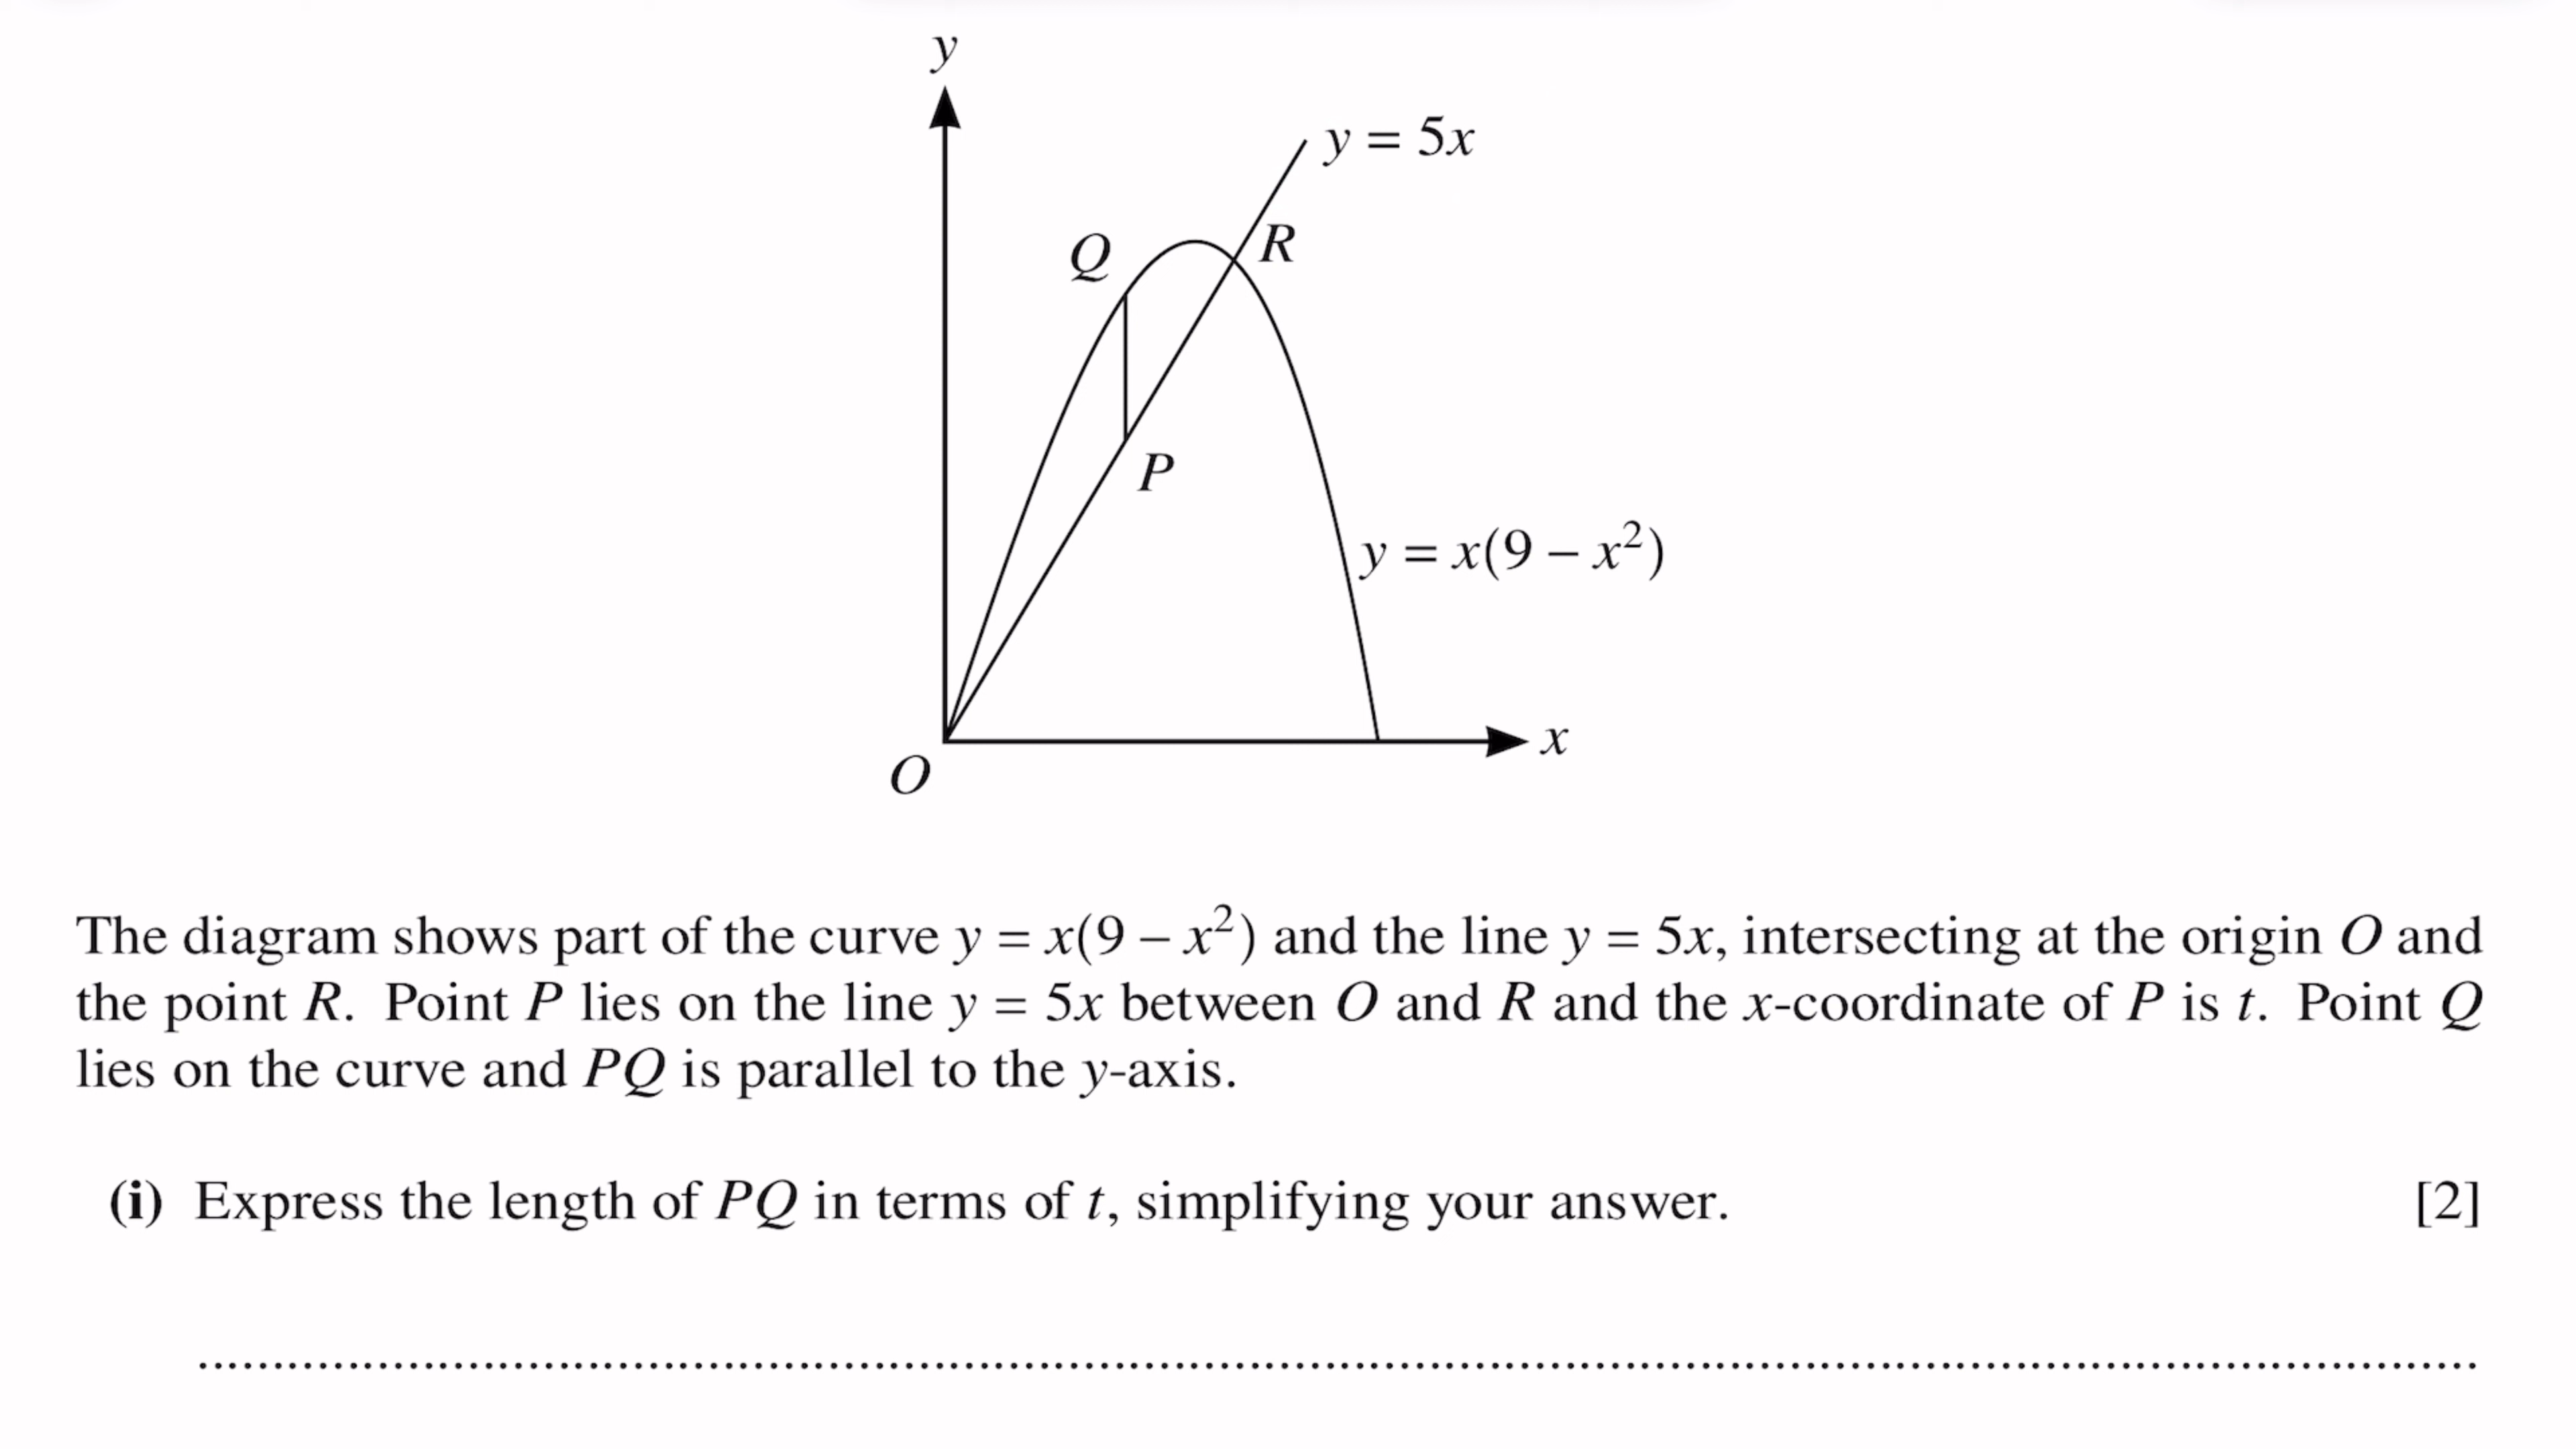 y
y = 5x
Q
R
P
y = x(9 − x²)
x
O
The diagram shows part of the curve y = x(9 − x²) and the line y = 5x, intersecting at the origin O and
the point R. Point P lies on the line y = 5x between O and R and the x-coordinate of P is t. Point Q
lies on the curve and PQ is parallel to the y-axis.
(i) Express the length of PQ in terms of t, simplifying your answer. [2]